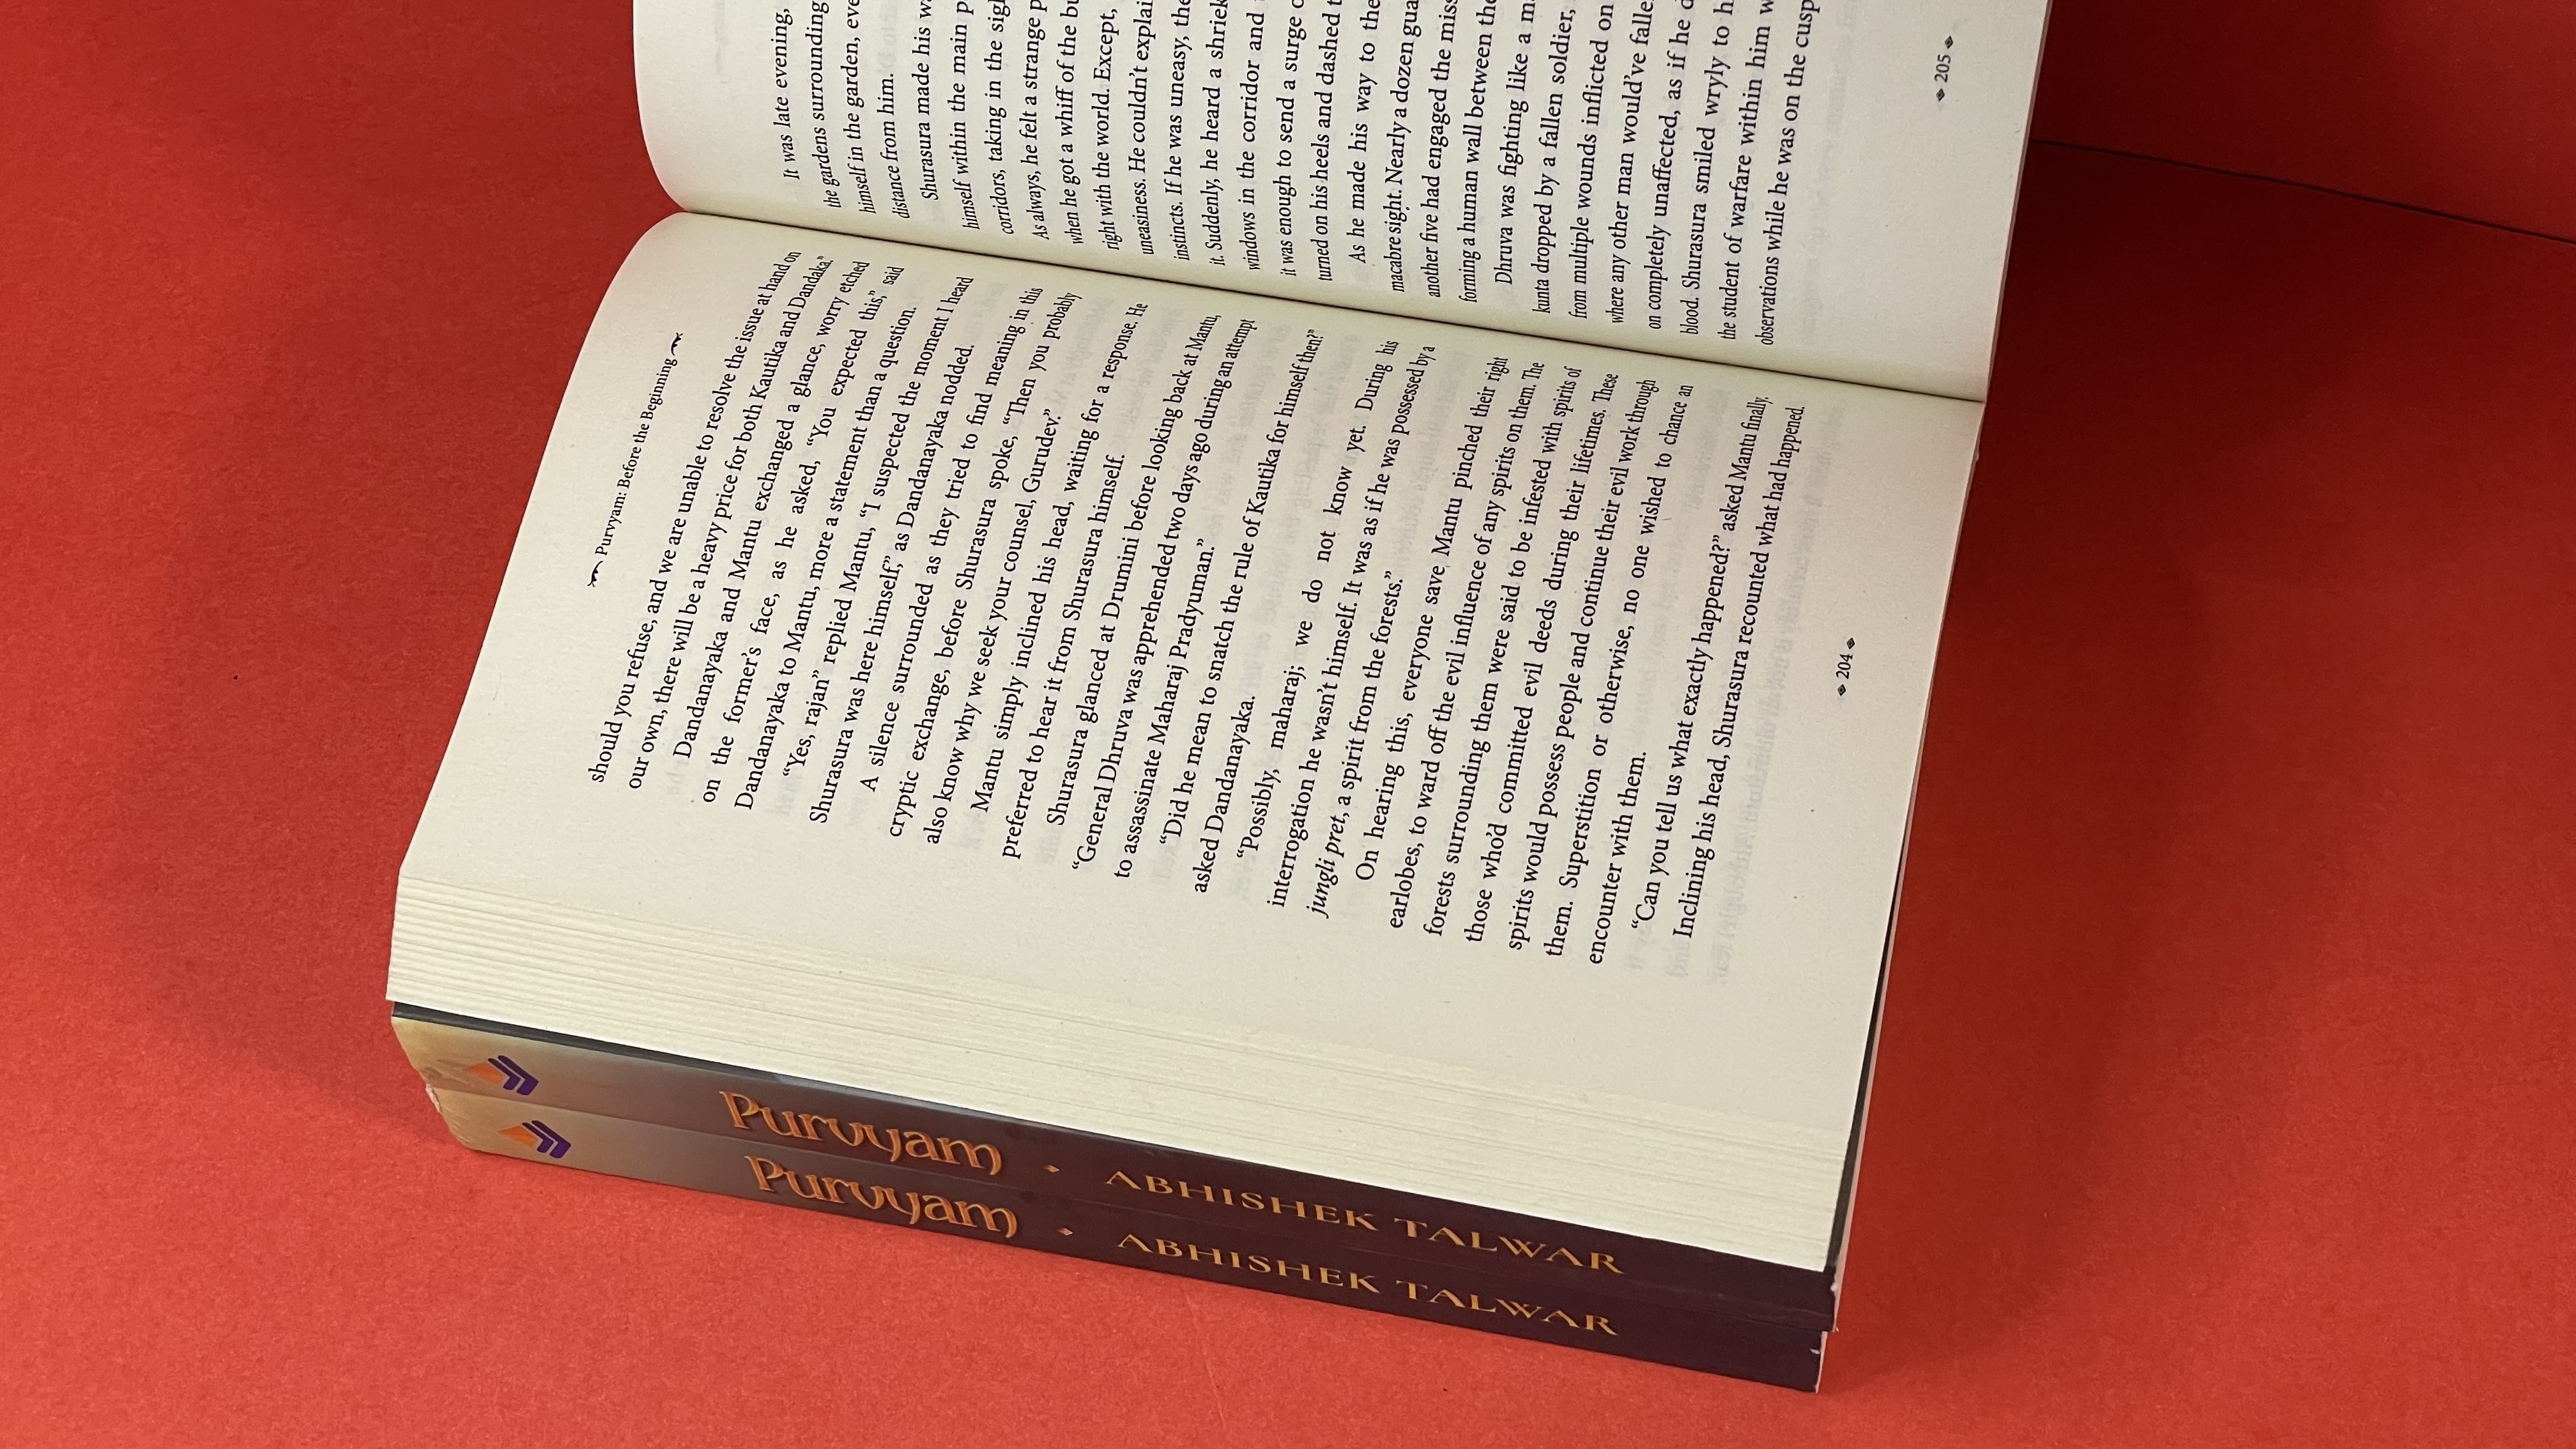 Purvyam: Before the Beginning
should you refuse, and we are unable to resolve the issue at hand on
our own, there will be a heavy price for both Kautika and Dandaka.”
Dandanayaka and Mantu exchanged a glance, worry etched
on the former’s face, as he asked, “You expected this,” said
Dandanayaka to Mantu, more a statement than a question.
“Yes, rajan” replied Mantu, “I suspected the moment I heard
Shurasura was here himself,” as Dandanayaka nodded.
A silence surrounded as they tried to find meaning in this
cryptic exchange, before Shurasura spoke, “Then you probably
also know why we seek your counsel, Gurudev.”
Mantu simply inclined his head, waiting for a response. He
preferred to hear it from Shurasura himself.
Shurasura glanced at Drumini before looking back at Mantu,
“General Dhruva was apprehended two days ago during an attempt
to assassinate Maharaj Pradyuman.”
“Did he mean to snatch the rule of Kautika for himself then?”
asked Dandanayaka.
“Possibly, maharaj; we do not know yet. During his
interrogation he wasn’t himself. It was as if he was possessed by a
jungli pret, a spirit from the forests.”
On hearing this, everyone save Mantu pinched their right
earlobes, to ward off the evil influence of any spirits on them. The
forests surrounding them were said to be infested with spirits of
those who’d committed evil deeds during their lifetimes. These
spirits would possess people and continue their evil work through
them. Superstition or otherwise, no one wished to chance an
encounter with them.
“Can you tell us what exactly happened?” asked Mantu finally.
Inclining his head, Shurasura recounted what had happened.
204
It was late evening,
the gardens surrounding
himself in the garden, eve
distance from him.
Shurasura made his wa
himself within the main p
corridors, taking in the sigh
As always, he felt a strange p
when he got a whiff of the bu
right with the world. Except,
uneasiness. He couldn’t explai
instincts. If he was uneasy, the
it. Suddenly, he heard a shriek
windows in the corridor and
it was enough to send a surge o
turned on his heels and dashed t
As he made his way to the
macabre sight. Nearly a dozen gua
another five had engaged the miss
forming a human wall between the
Dhruva was fighting like a ma
kunta dropped by a fallen soldier,
from multiple wounds inflicted on
where any other man would’ve falle
on completely unaffected, as if he d
blood. Shurasura smiled wryly to h
the student of warfare within him w
observations while he was on the cusp
205
Purvyam • ABHISHEK TALWAR
Purvyam • ABHISHEK TALWAR